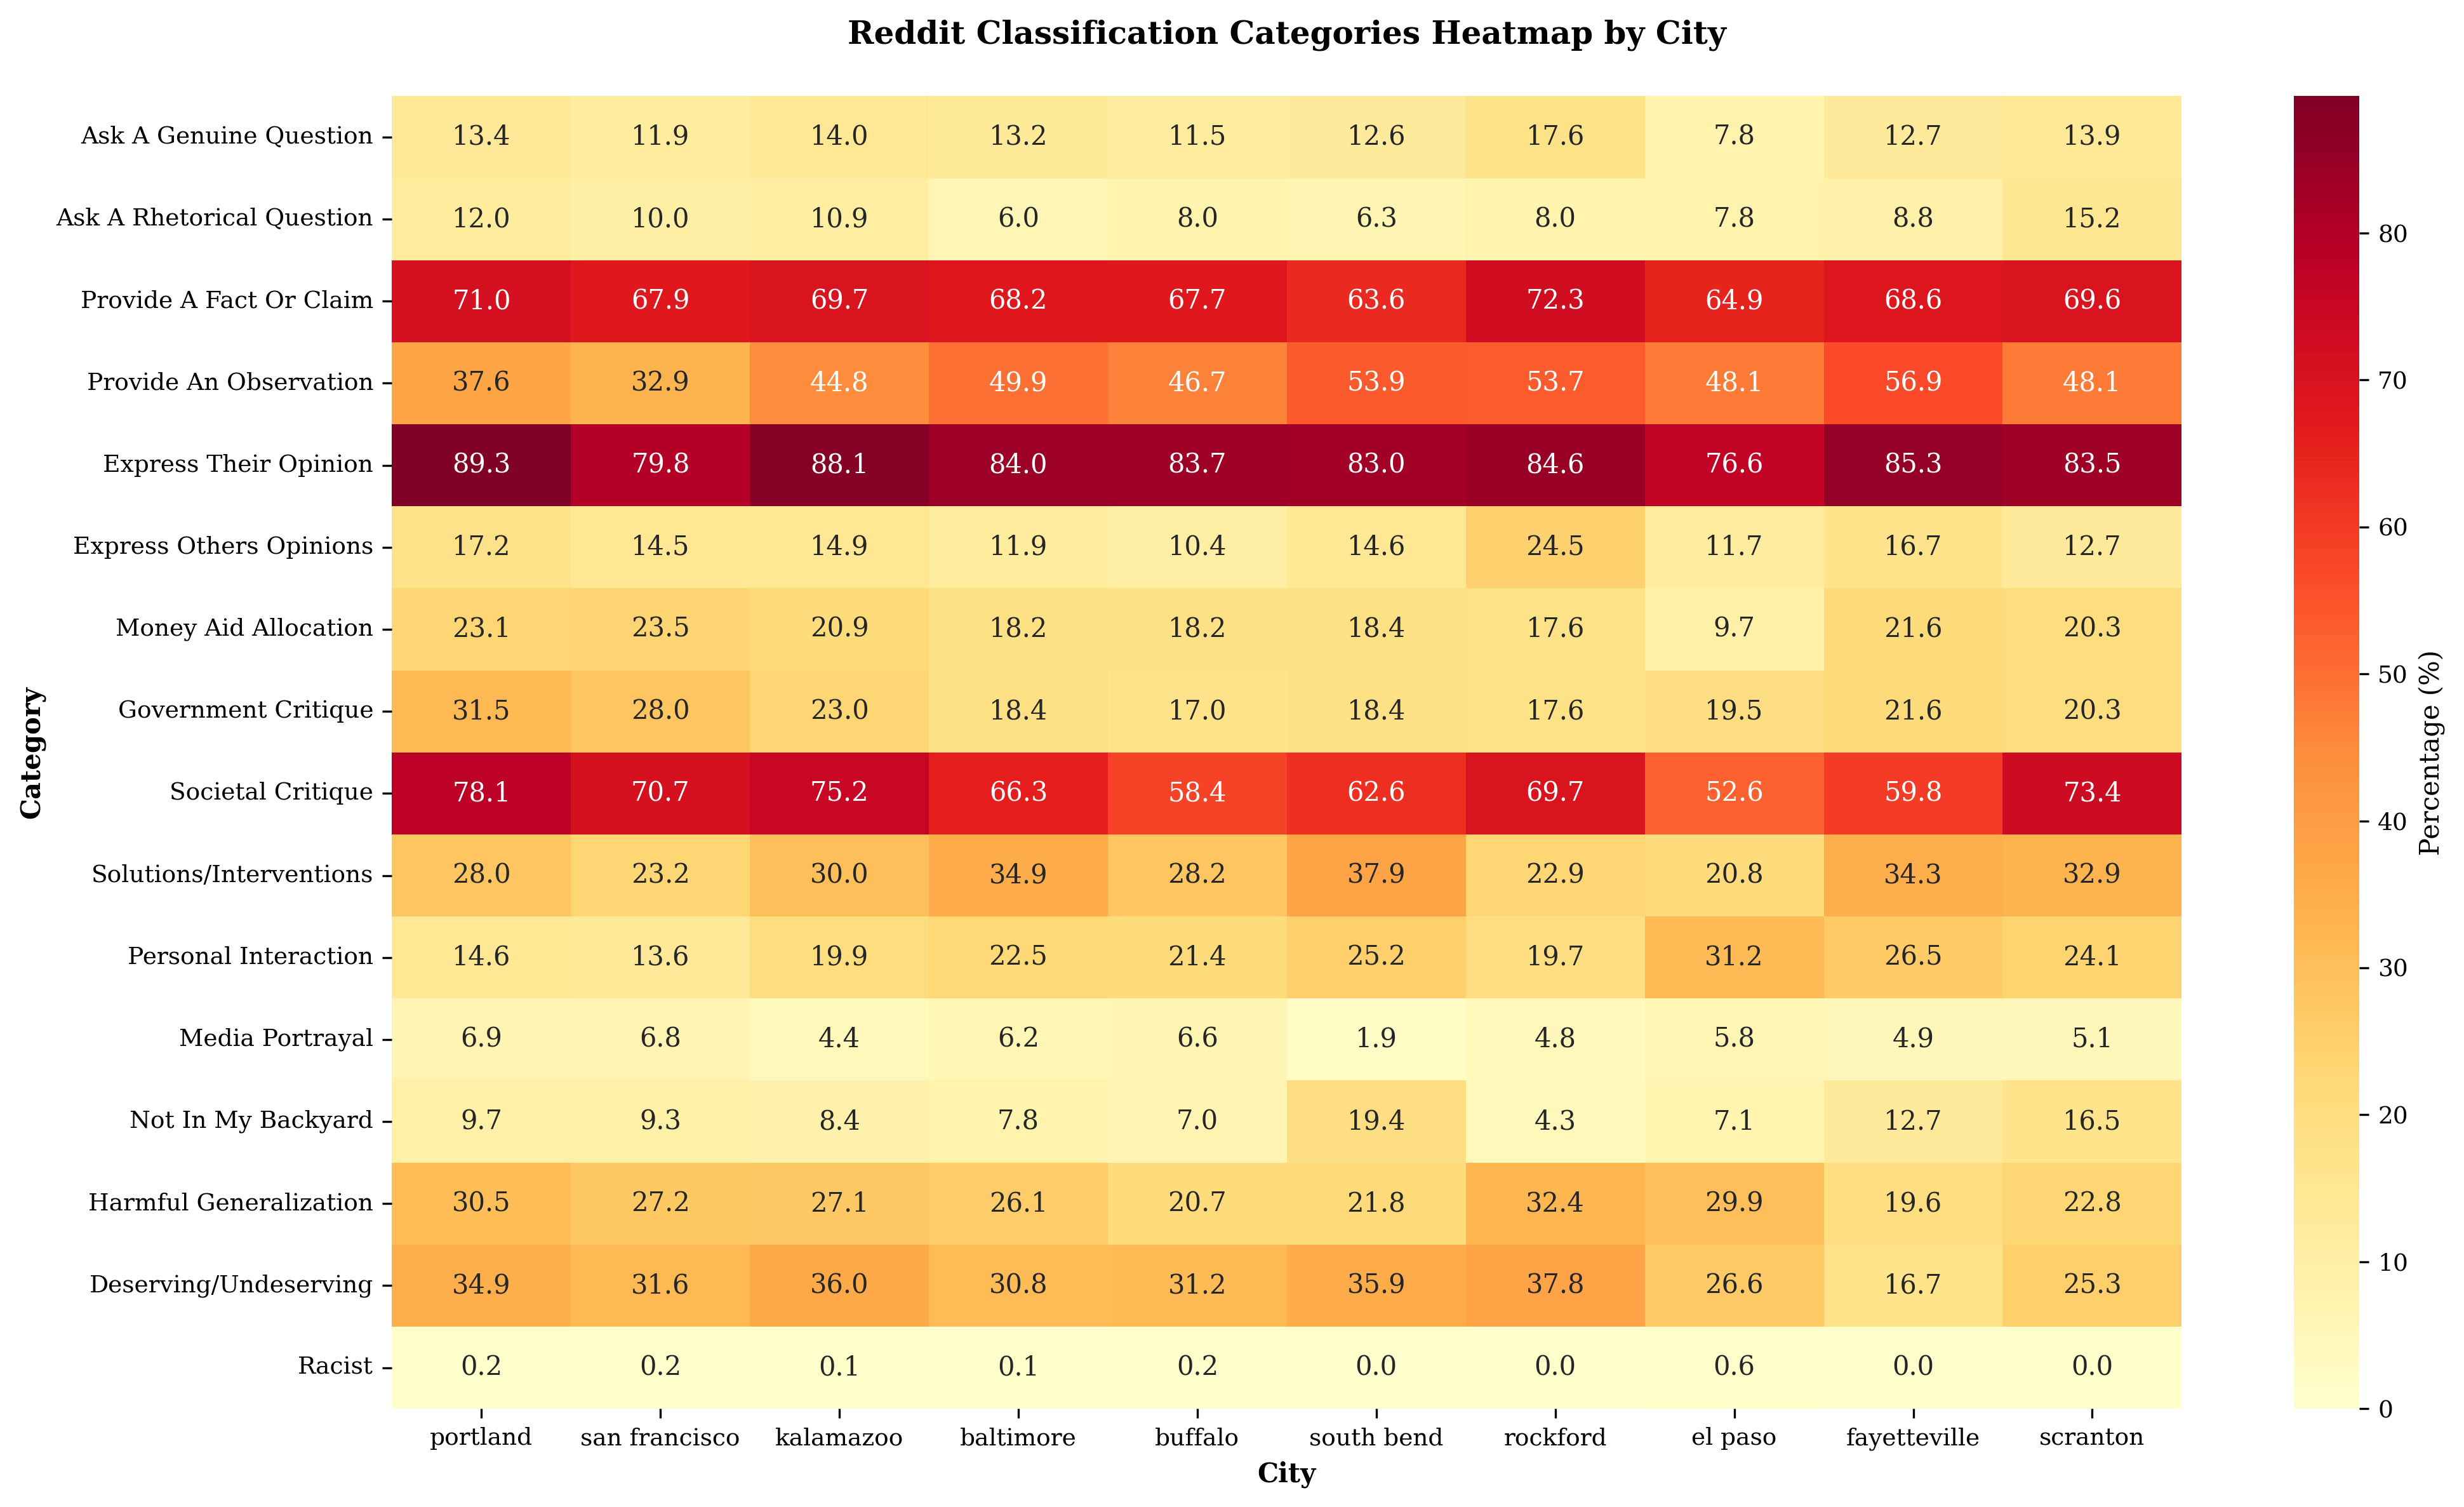 Reddit Classification Categories Heatmap by City
Ask A Genuine Question 13.4 11.9 14.0 13.2 11.5 12.6 17.6 7.8 12.7 13.9
Ask A Rhetorical Question 12.0 10.0 10.9 6.0 8.0 6.3 8.0 7.8 8.8 15.2
Provide A Fact Or Claim 71.0 67.9 69.7 68.2 67.7 63.6 72.3 64.9 68.6 69.6
Provide An Observation 37.6 32.9 44.8 49.9 46.7 53.9 53.7 48.1 56.9 48.1
Express Their Opinion 89.3 79.8 88.1 84.0 83.7 83.0 84.6 76.6 85.3 83.5
Express Others Opinions 17.2 14.5 14.9 11.9 10.4 14.6 24.5 11.7 16.7 12.7
Money Aid Allocation 23.1 23.5 20.9 18.2 18.2 18.4 17.6 9.7 21.6 20.3
Government Critique 31.5 28.0 23.0 18.4 17.0 18.4 17.6 19.5 21.6 20.3
Societal Critique 78.1 70.7 75.2 66.3 58.4 62.6 69.7 52.6 59.8 73.4
Solutions/Interventions 28.0 23.2 30.0 34.9 28.2 37.9 22.9 20.8 34.3 32.9
Personal Interaction 14.6 13.6 19.9 22.5 21.4 25.2 19.7 31.2 26.5 24.1
Media Portrayal 6.9 6.8 4.4 6.2 6.6 1.9 4.8 5.8 4.9 5.1
Not In My Backyard 9.7 9.3 8.4 7.8 7.0 19.4 4.3 7.1 12.7 16.5
Harmful Generalization 30.5 27.2 27.1 26.1 20.7 21.8 32.4 29.9 19.6 22.8
Deserving/Undeserving 34.9 31.6 36.0 30.8 31.2 35.9 37.8 26.6 16.7 25.3
Racist 0.2 0.2 0.1 0.1 0.2 0.0 0.0 0.6 0.0 0.0
portland san francisco kalamazoo baltimore buffalo south bend rockford el paso fayetteville scranton
City
Category
80
70
60
50
40
30
20
10
0
Percentage (%)